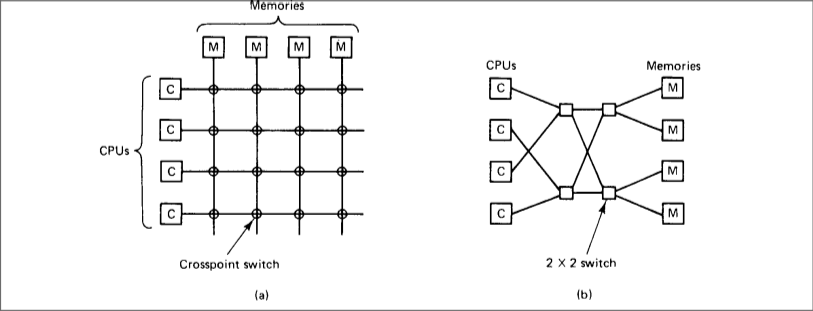 Memories
M M M M
C
C
CPUs
C
C
Crosspoint switch
(a)
CPUs Memories
C M
C M
C M
C M
2 X 2 switch
(b)